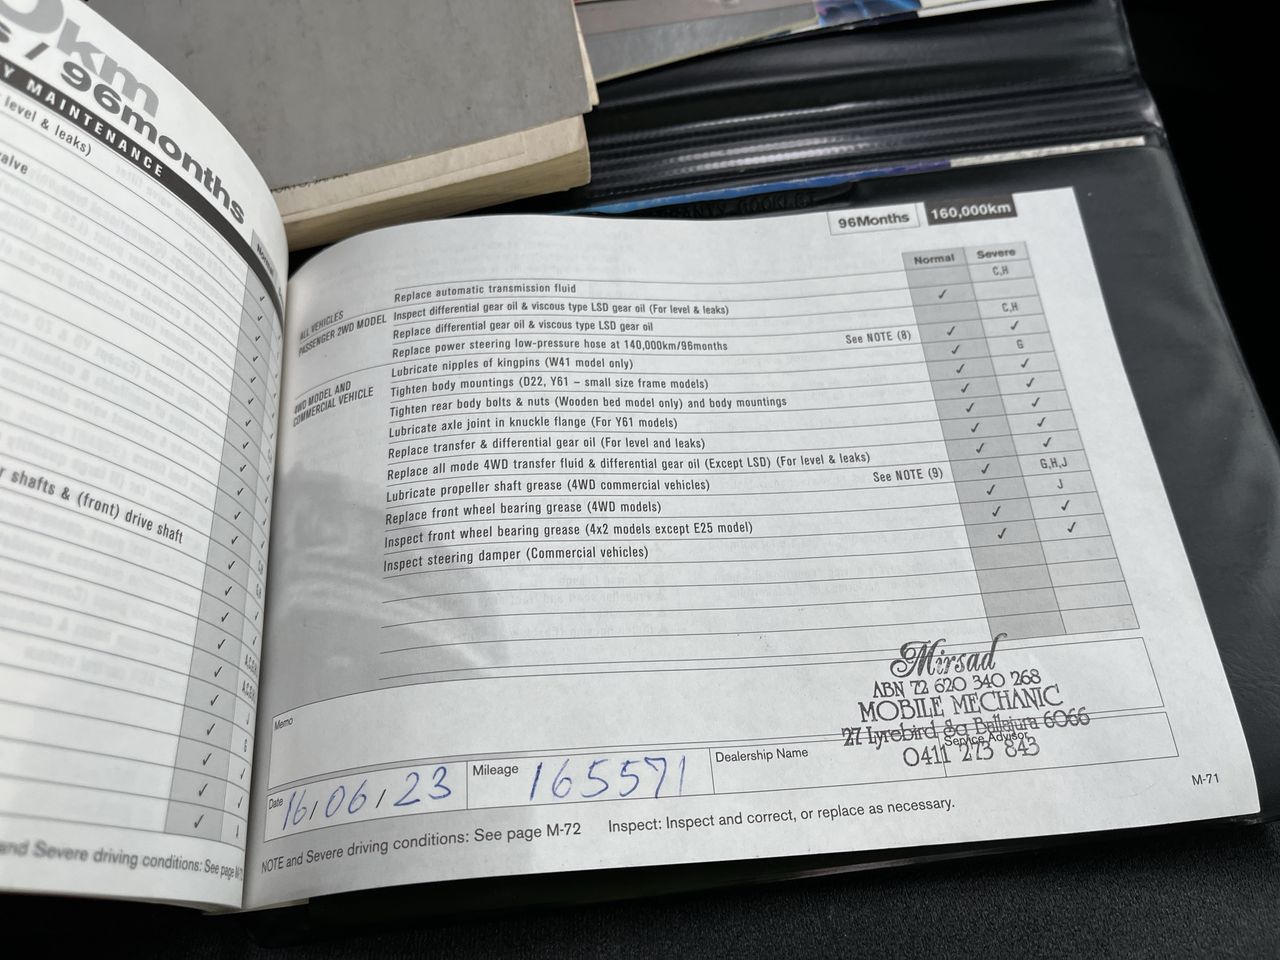 0km
/ 96months
Y MAINTENANCE
level & leaks)
valve
Normal
r shafts & (front) drive shaft
and Severe driving conditions: See page M-72
96Months 160,000km
Normal Severe
ALL VEHICLES
Replace automatic transmission fluid C,H
PASSENGER 2WD MODEL
Inspect differential gear oil & viscous type LSD gear oil (For level & leaks) ✓
Replace differential gear oil & viscous type LSD gear oil C,H
Replace power steering low-pressure hose at 140,000km/96months See NOTE (8) ✓ ✓
4WD MODEL AND
COMMERCIAL VEHICLE
Lubricate nipples of kingpins (W41 model only) ✓ G
Tighten body mountings (D22, Y61 – small size frame models) ✓ ✓
Tighten rear body bolts & nuts (Wooden bed model only) and body mountings ✓ ✓
Lubricate axle joint in knuckle flange (For Y61 models) ✓ ✓
Replace transfer & differential gear oil (For level and leaks) ✓ ✓
Replace all mode 4WD transfer fluid & differential gear oil (Except LSD) (For level & leaks) ✓ ✓
Lubricate propeller shaft grease (4WD commercial vehicles) See NOTE (9) ✓ G,H,J
Replace front wheel bearing grease (4WD models) ✓ J
Inspect front wheel bearing grease (4x2 models except E25 model) ✓ ✓
Inspect steering damper (Commercial vehicles) ✓ ✓
Memo
Mirsad
ABN 72 620 340 268
MOBILE MECHANIC
27 Lyrebird Sq Ballajura 6066
0411 273 843
Date 16/06/23 Mileage 165571 Dealership Name Service Advisor
NOTE and Severe driving conditions: See page M-72 Inspect: Inspect and correct, or replace as necessary.
M-71